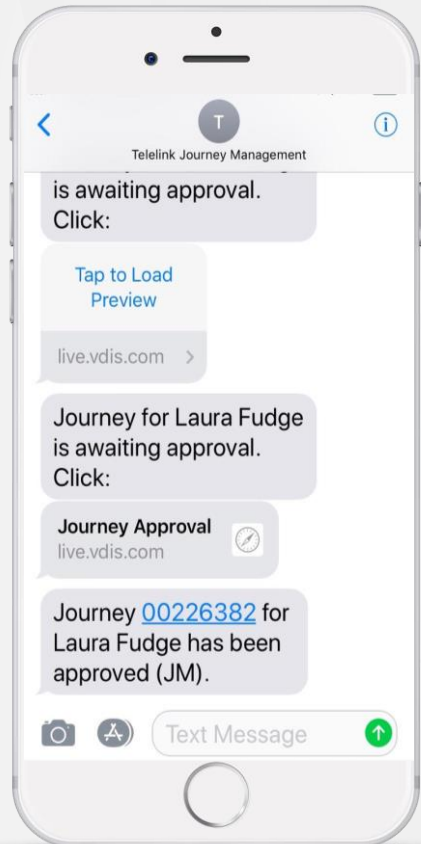 T
Telelink Journey Management
is awaiting approval.
Click:
Tap to Load
Preview
live.vdis.com
Journey for Laura Fudge
is awaiting approval.
Click:
Journey Approval
live.vdis.com
Journey 00226382 for
Laura Fudge has been
approved (JM).
Text Message